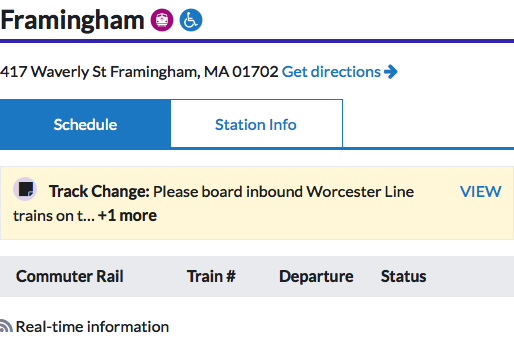 Framingham
417 Waverly St Framingham, MA 01702 Get directions
Schedule
Station Info
Track Change: Please board inbound Worcester Line
trains on t... +1 more
VIEW
Commuter Rail Train # Departure Status
Real-time information